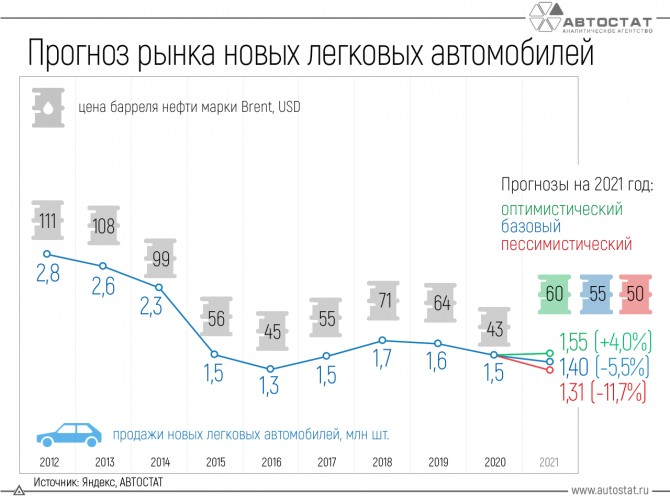 АВТОСТАТ
АНАЛИТИЧЕСКОЕ АГЕНТСТВО
Прогноз рынка новых легковых автомобилей
цена барреля нефти марки Brent, USD
Прогнозы на 2021 год:
оптимистический
базовый
пессимистический
111 108 99 56 45 55 71 64 43 60 55 50
2,8 2,6 2,3 1,5 1,3 1,5 1,7 1,6 1,5
1,55 (+4,0%)
1,40 (-5,5%)
1,31 (-11,7%)
продажи новых легковых автомобилей, млн шт.
2012 2013 2014 2015 2016 2017 2018 2019 2020 2021
Источник: Яндекс, АВТОСТАТ
www.autostat.ru